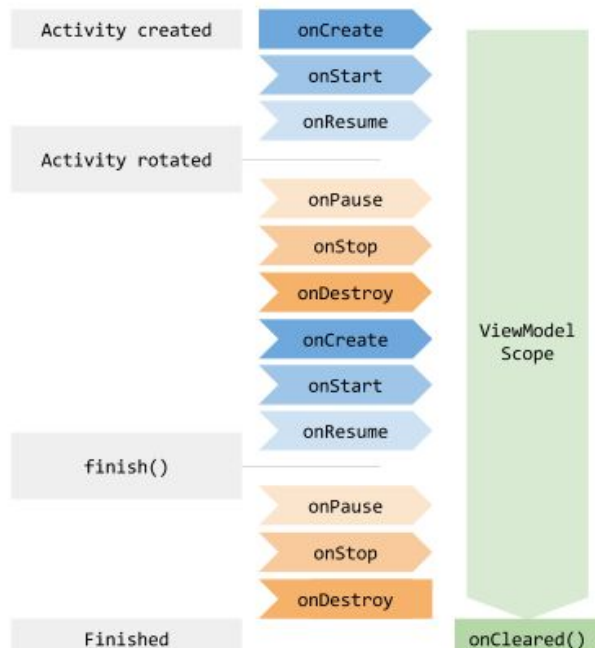 Activity created
onCreate
onStart
onResume
Activity rotated
onPause
onStop
onDestroy
onCreate
ViewModel
Scope
onStart
onResume
finish()
onPause
onStop
onDestroy
Finished
onCleared()